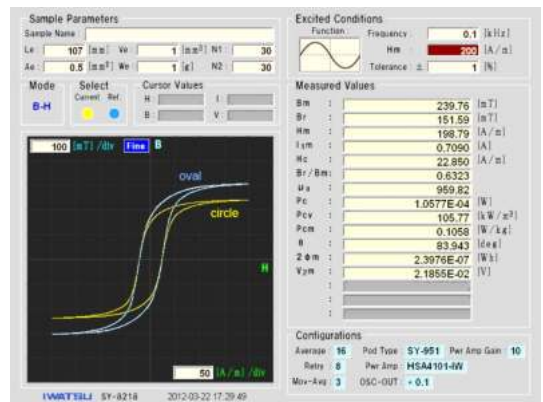 Sample Parameters
Sample Name :
Le : 107 [mm] Ve : 1 [mm³] N1 : 30
Ae : 0.5 [mm²] We : 1 [g] N2 : 30
Mode
B-H
Select
Current Ref.
Cursor Values
H : I :
B : V :
100 [mT] /div Fine B
oval
circle
H
50 [A/m] /div
IWATSU SY-8218 2012-03-22 17:29:49
Excited Conditions
Function
Frequency : 0.1 [kHz]
Hm : 200 [A/m]
Tolerance ± 1 [%]
Measured Values
Bm : 239.76 [mT]
Br : 151.59 [mT]
Hm : 198.79 [A/m]
I1m : 0.7090 [A]
Hc : 22.850 [A/m]
Br/Bm: 0.6323
μa : 959.82
Pc : 1.0577E-04 [W]
Pcv : 105.77 [kW/m³]
Pcm : 0.1058 [W/kg]
θ : 83.943 [deg]
2Φm : 2.3976E-07 [Wb]
V2m : 2.1855E-02 [V]
Configurations
Average 16 Pod Type : SY-951 Pwr Amp Gain 10
Retry 8 Pwr Amp : HSA4101-IW
Mov-Avg 3 OSC-OUT : + 0.1